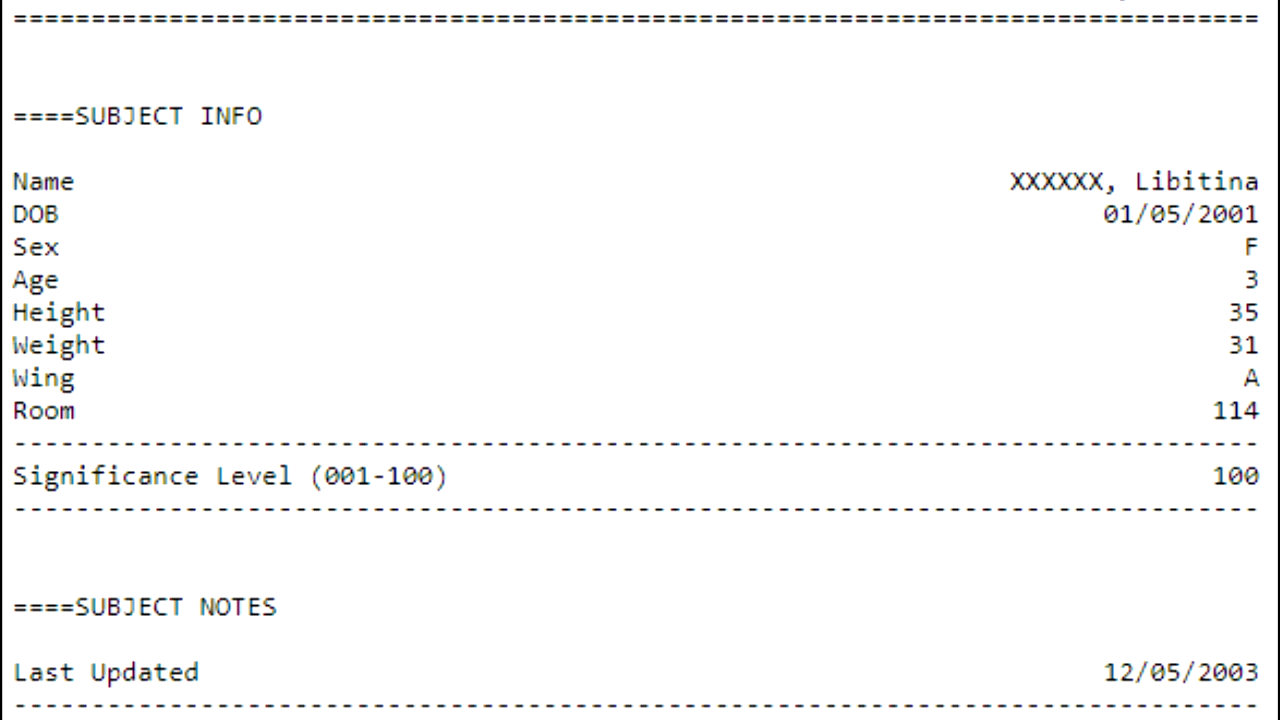 ================================================================================
====SUBJECT INFO
Name XXXXXX, Libitina
DOB 01/05/2001
Sex F
Age 3
Height 35
Weight 31
Wing A
Room 114
--------------------------------------------------------------------------------
Significance Level (001-100) 100
--------------------------------------------------------------------------------
====SUBJECT NOTES
Last Updated 12/05/2003
--------------------------------------------------------------------------------